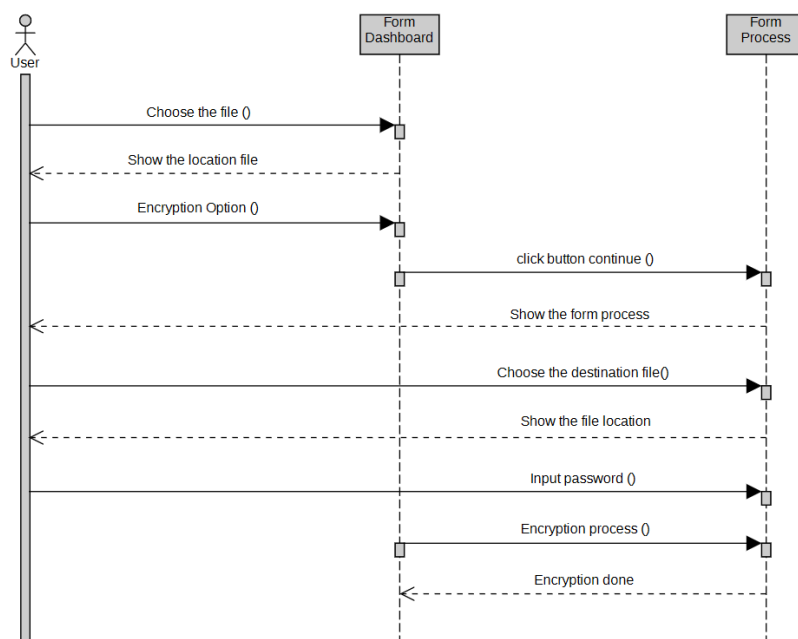 Form
Dashboard
Form
Process
User
Choose the file ()
Show the location file
Encryption Option ()
click button continue ()
Show the form process
Choose the destination file()
Show the file location
Input password ()
Encryption process ()
Encryption done